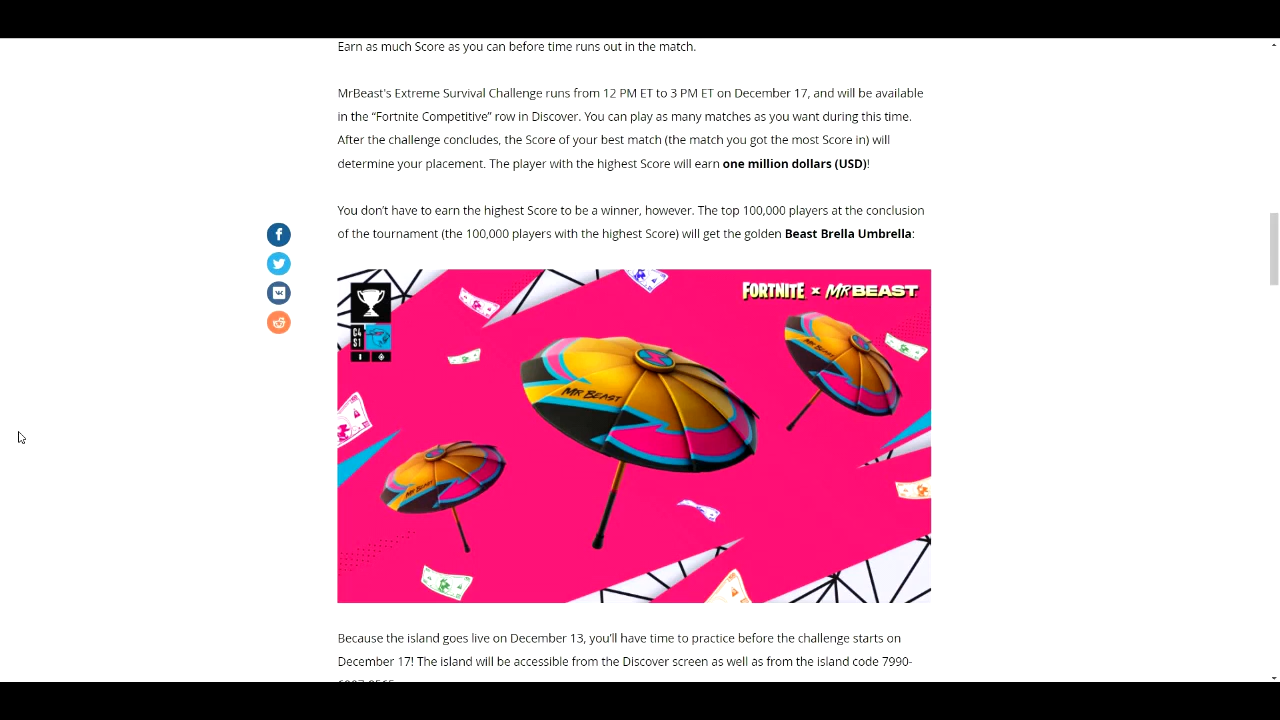 Earn as much Score as you can before time runs out in the match.
MrBeast's Extreme Survival Challenge runs from 12 PM ET to 3 PM ET on December 17, and will be available
in the “Fortnite Competitive” row in Discover. You can play as many matches as you want during this time.
After the challenge concludes, the Score of your best match (the match you got the most Score in) will
determine your placement. The player with the highest Score will earn one million dollars (USD)!
You don’t have to earn the highest Score to be a winner, however. The top 100,000 players at the conclusion
of the tournament (the 100,000 players with the highest Score) will get the golden Beast Brella Umbrella:
FORTNITE x MRBEAST
C4
S1
MR BEAST
MR BEAST
MR BEAST
Because the island goes live on December 13, you’ll have time to practice before the challenge starts on
December 17! The island will be accessible from the Discover screen as well as from the island code 7990-